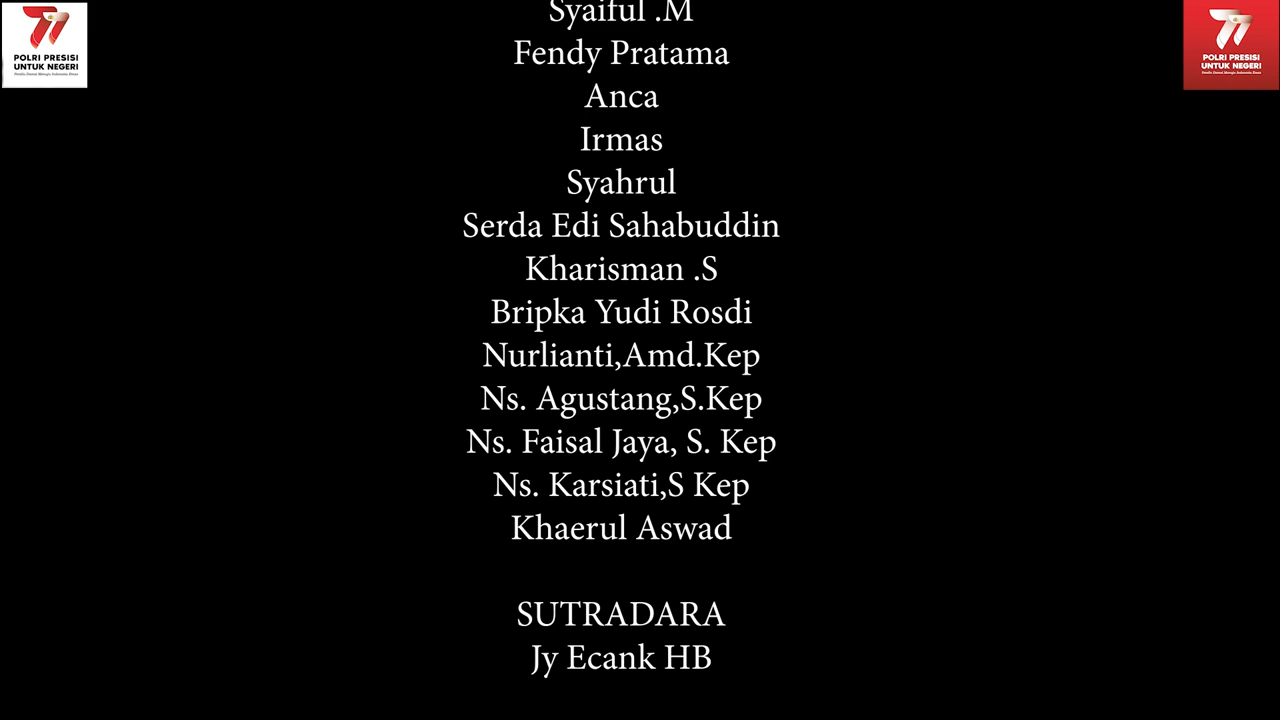 77
POLRI PRESISI
UNTUK NEGERI
77
POLRI PRESISI
UNTUK NEGERI
Syaiful .M
Fendy Pratama
Anca
Irmas
Syahrul
Serda Edi Sahabuddin
Kharisman .S
Bripka Yudi Rosdi
Nurlianti,Amd.Kep
Ns. Agustang,S.Kep
Ns. Faisal Jaya, S. Kep
Ns. Karsiati,S Kep
Khaerul Aswad
SUTRADARA
Jy Ecank HB